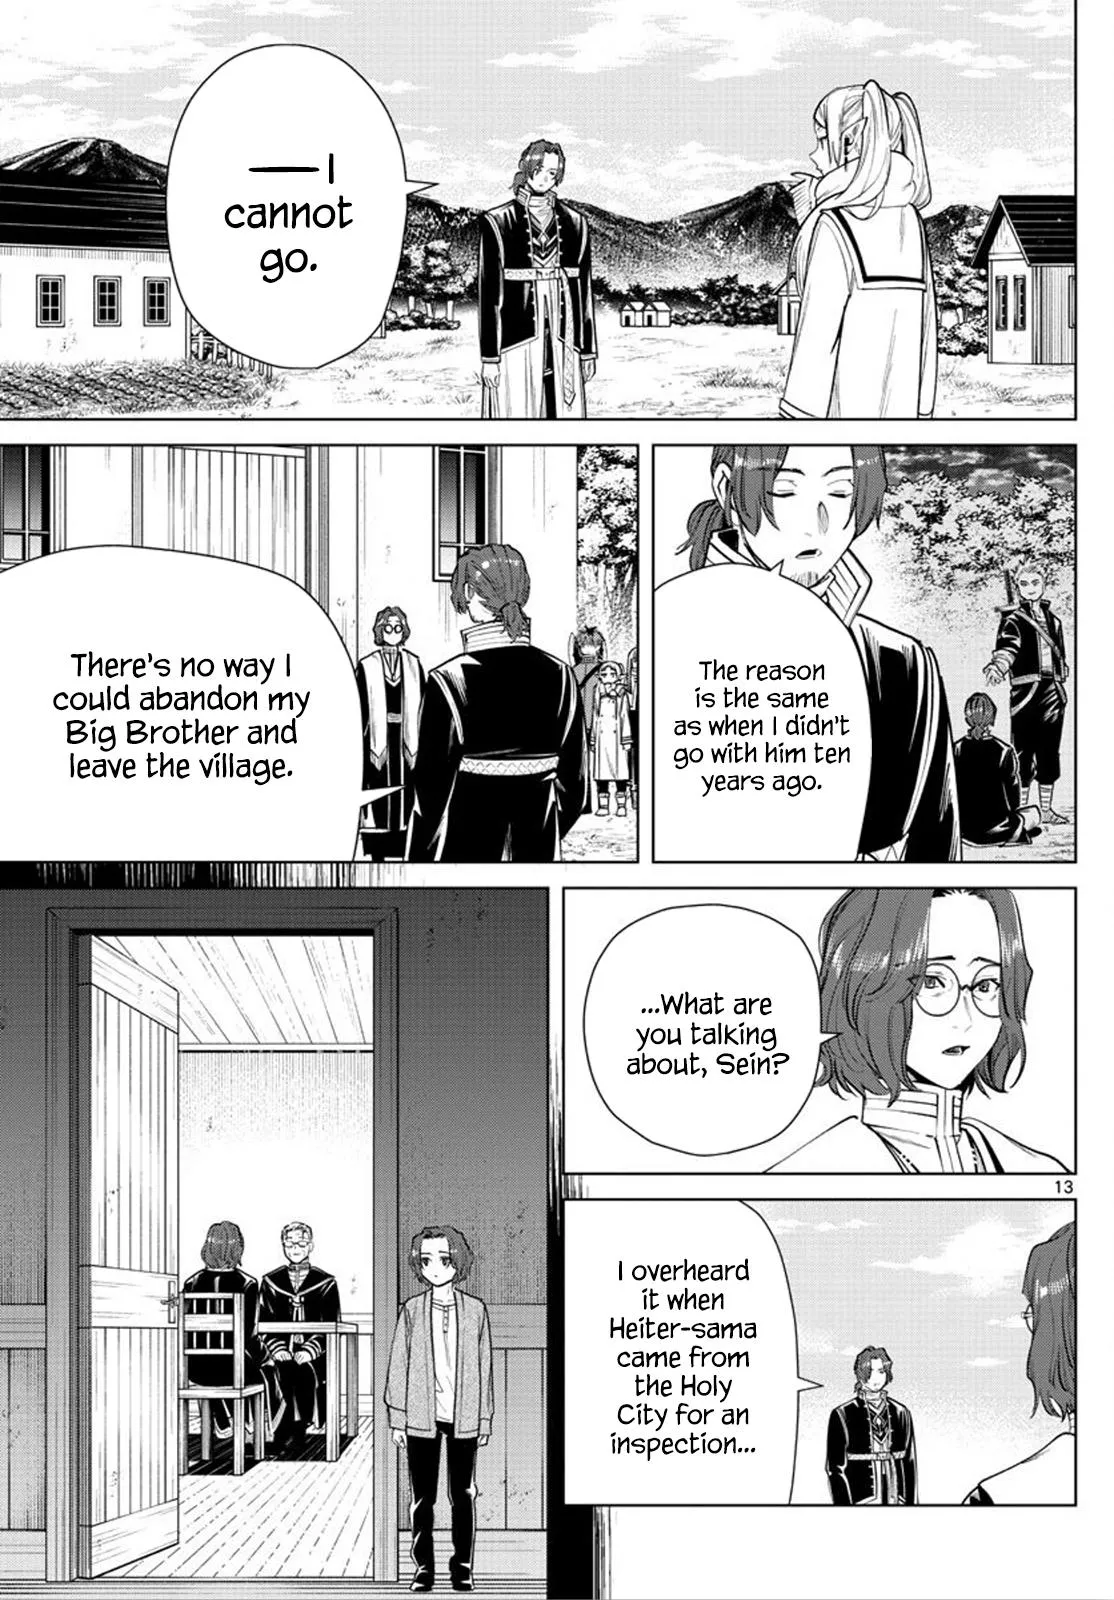 ——I
cannot
go.
The reason
is the same
as when I didn't
go with him ten
years ago.
There's no way I
could abandon my
Big Brother and
leave the village.
...What are
you talking
about, Sein?
13
I overheard
it when
Heiter-sama
came from
the Holy
City for an
inspection...